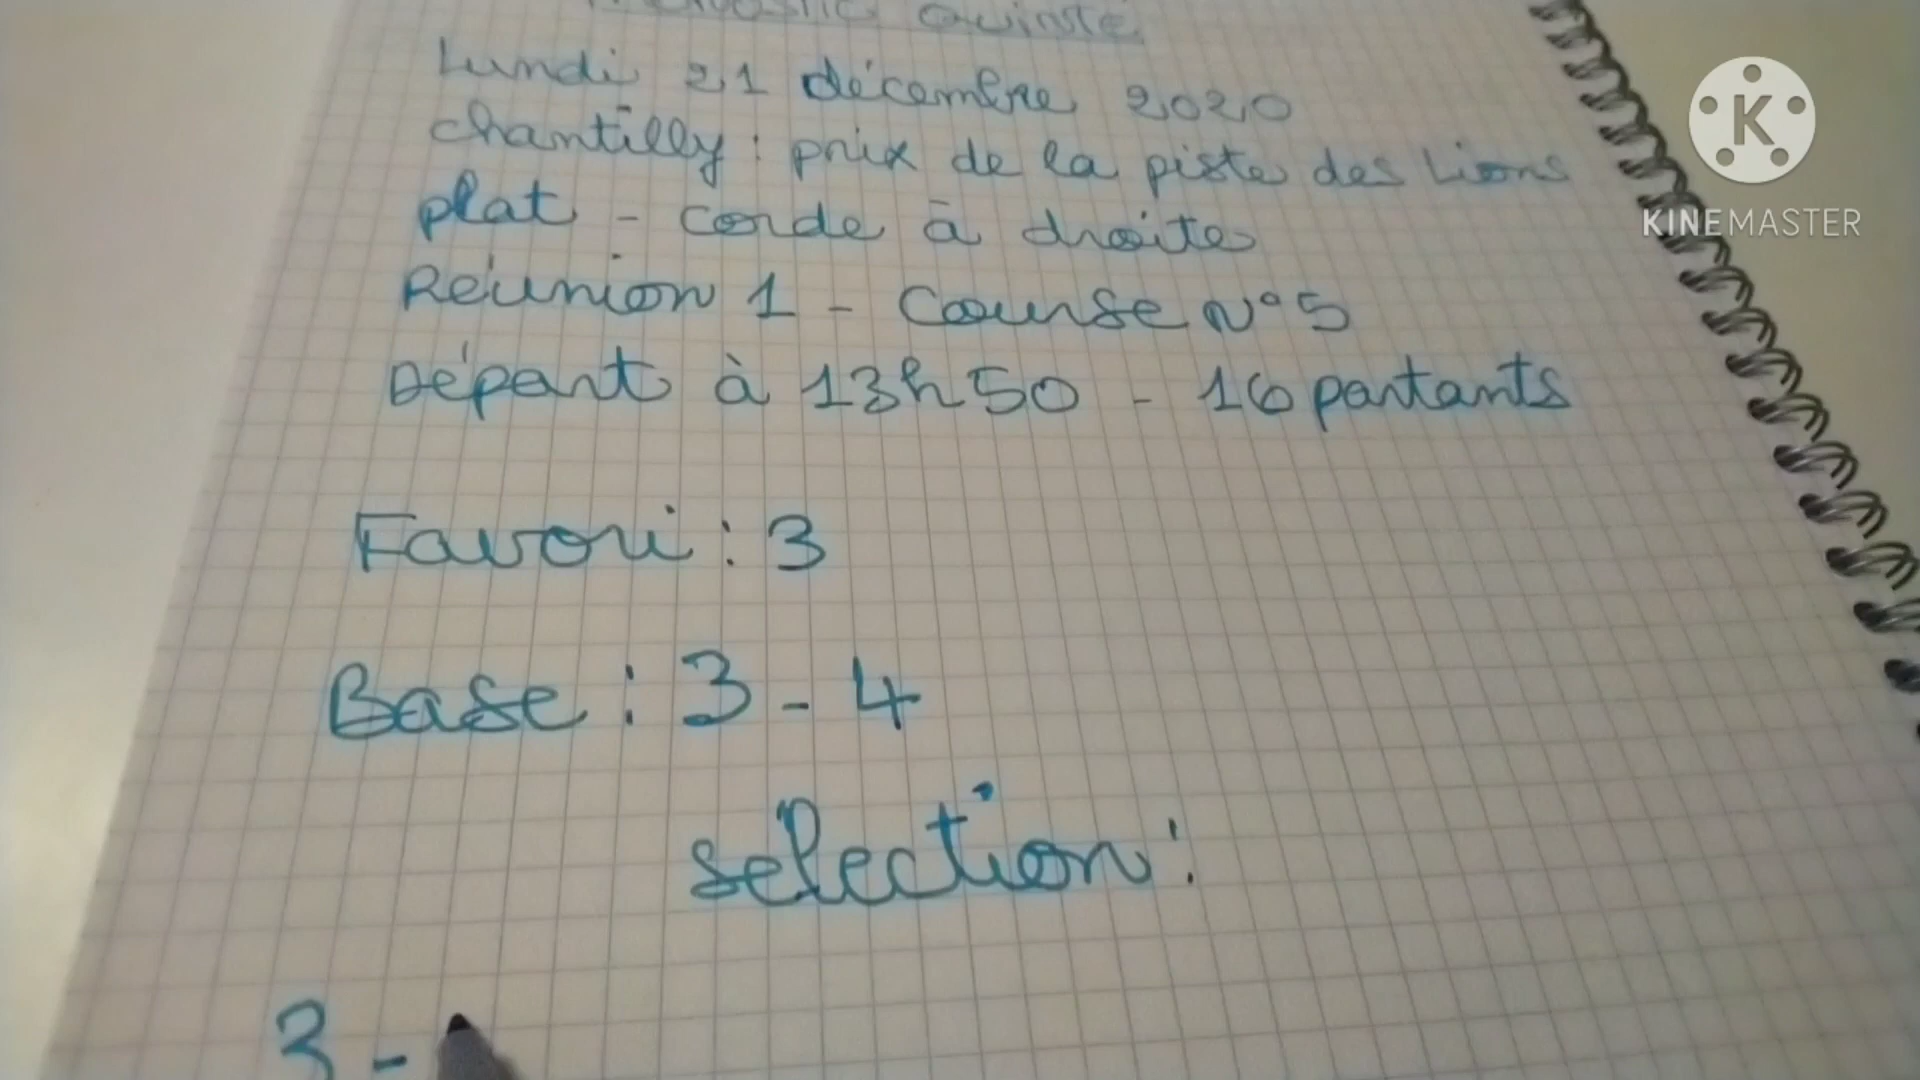 Quinté
Lundi 21 décembre 2020
chantilly : prix de la piste des Lions
plat - corde à droite
Réunion 1 - Course N°5
Départ à 13h50 - 16 partants
Favori : 3
Base : 3 - 4
selection :
3 -
KINEMASTER